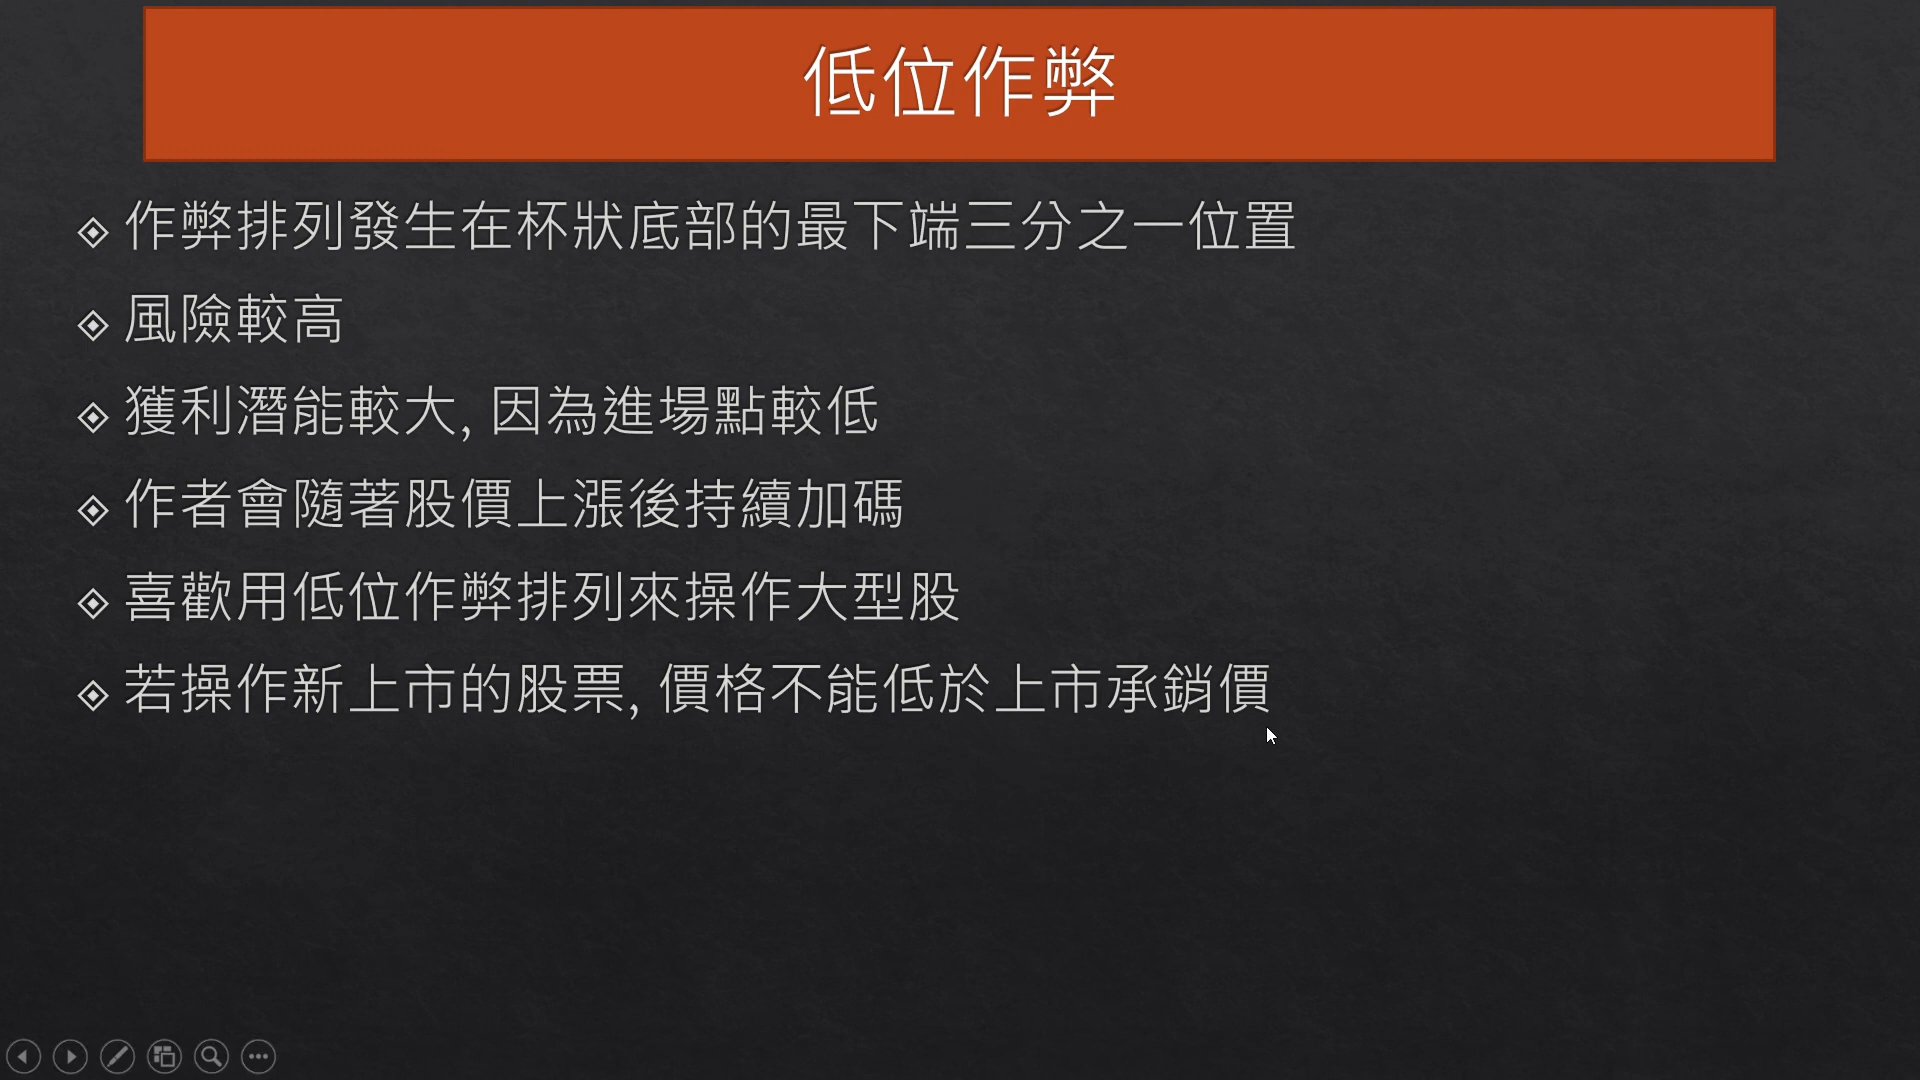 低位作弊
作弊排列發生在杯狀底部的最下端三分之一位置
風險較高
獲利潛能較大, 因為進場點較低
作者會隨著股價上漲後持續加碼
喜歡用低位作弊排列來操作大型股
若操作新上市的股票, 價格不能低於上市承銷價